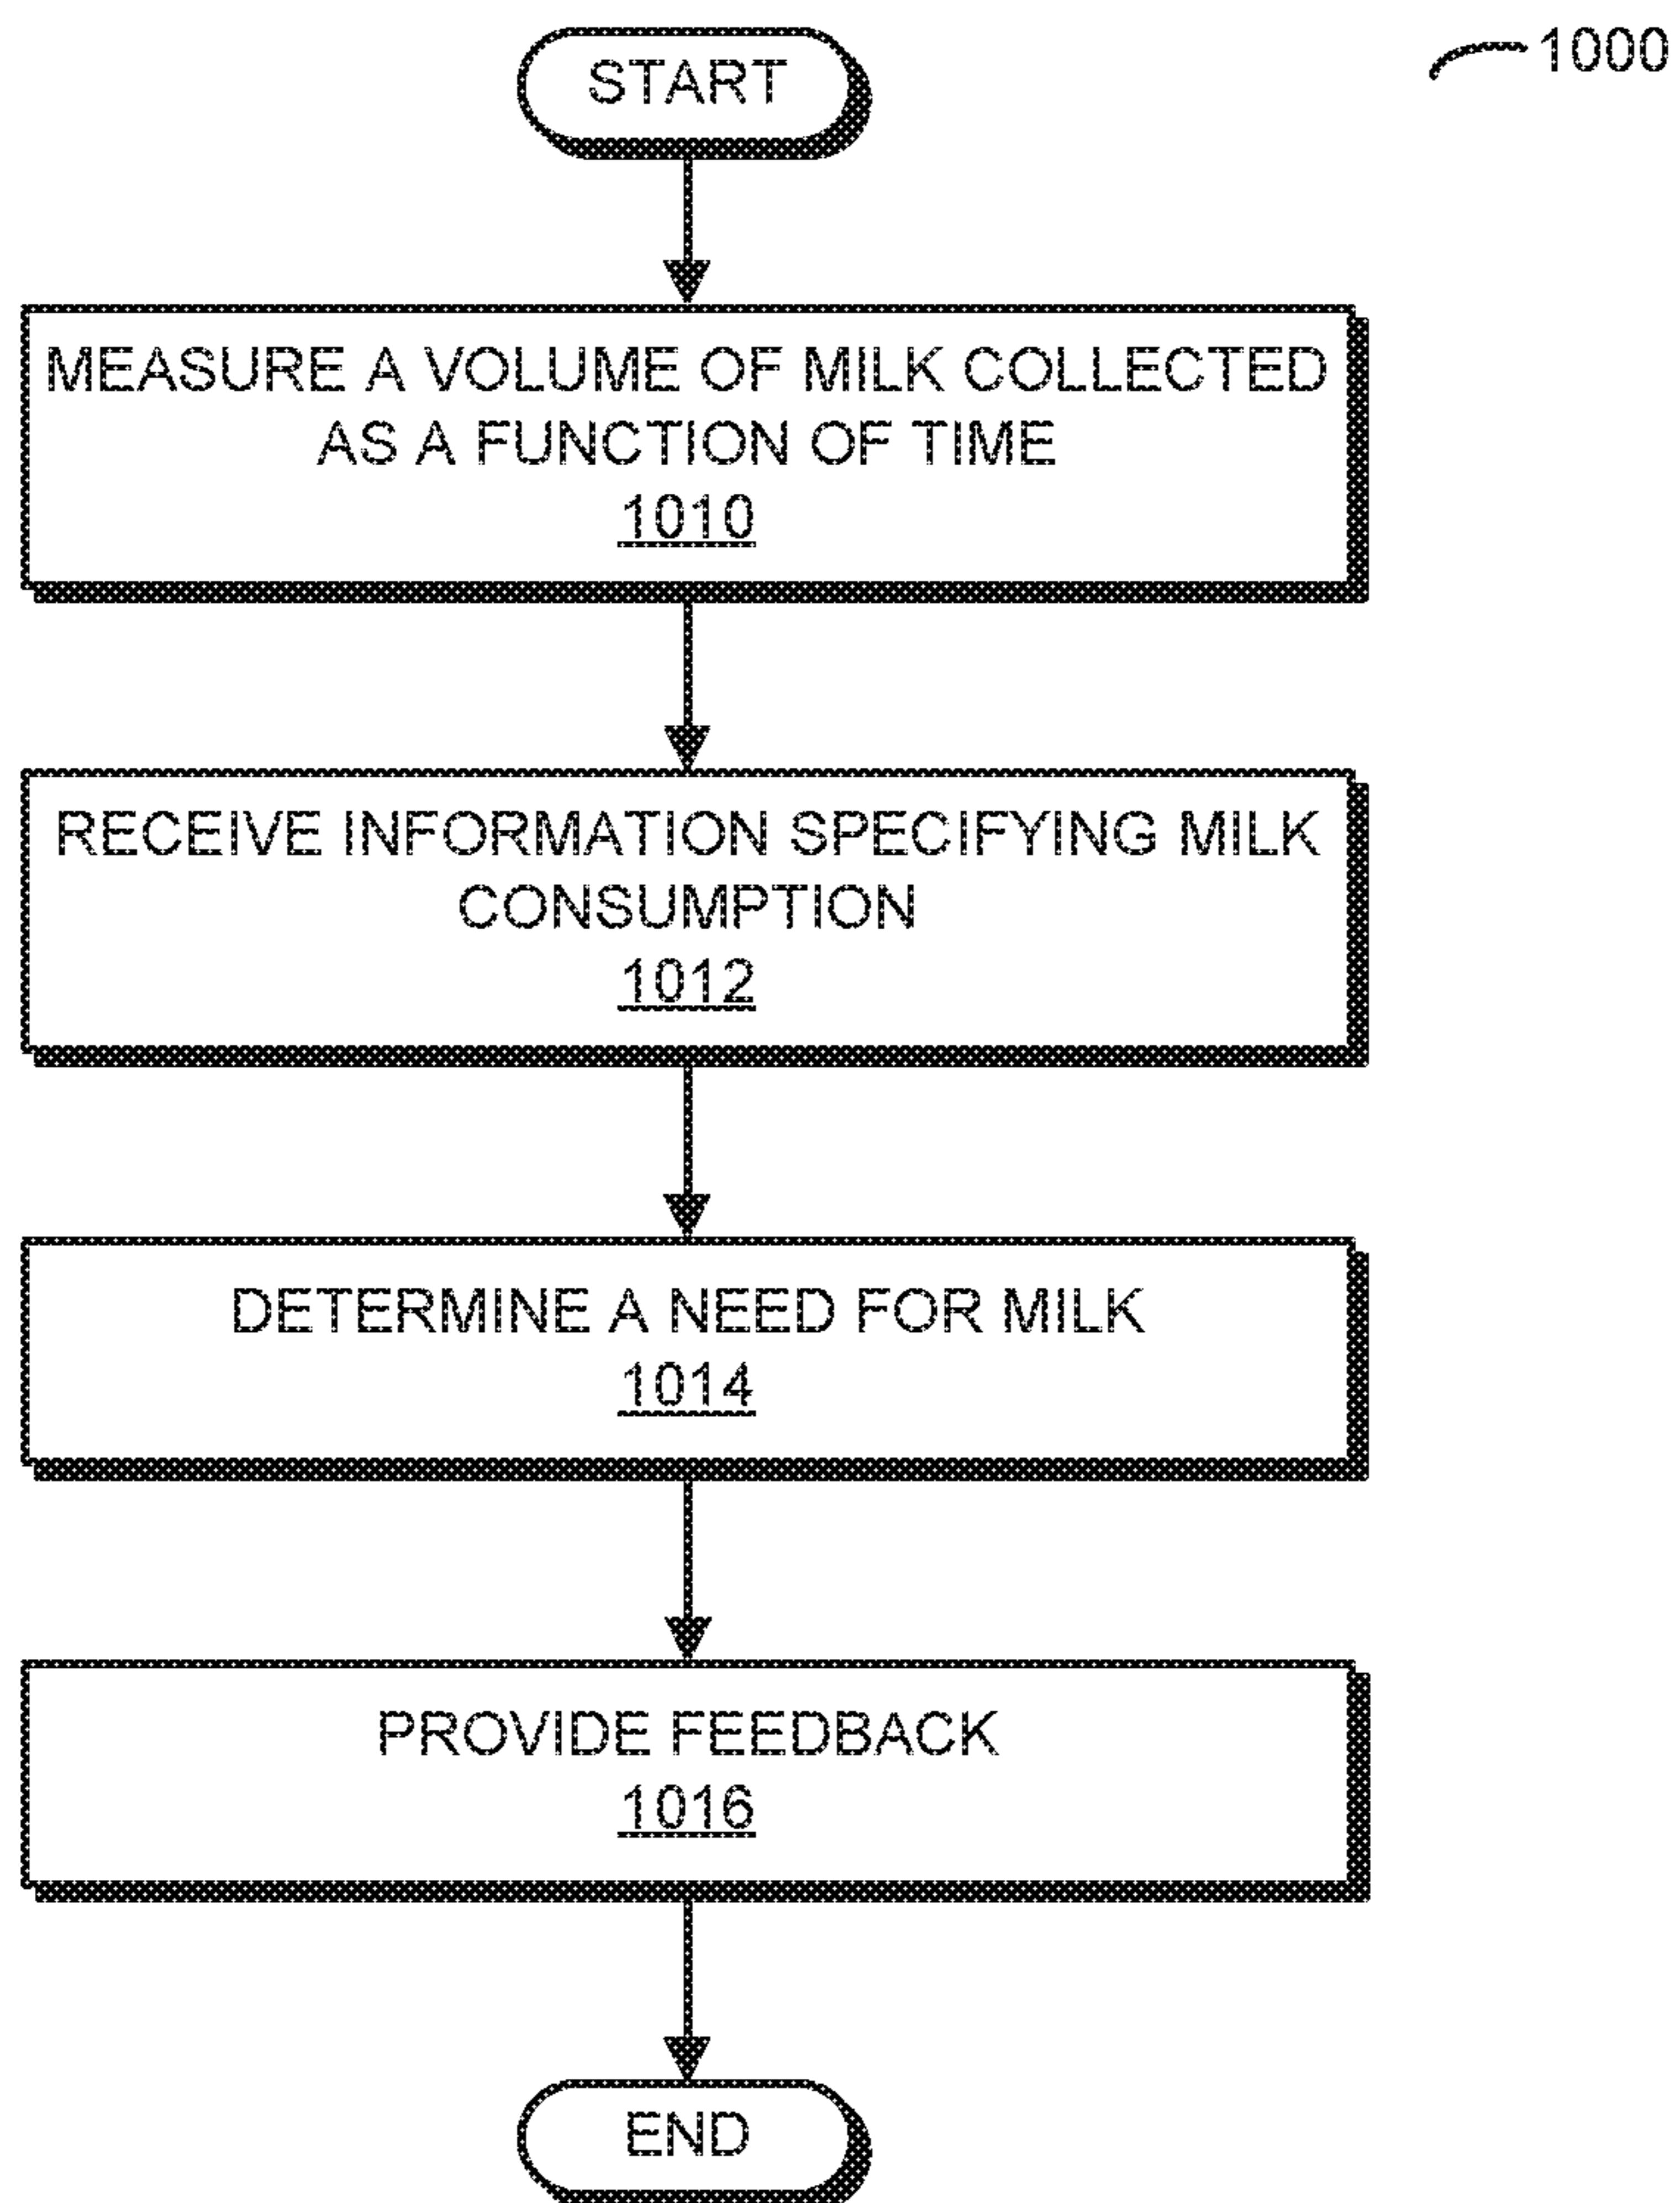 START
1000
MEASURE A VOLUME OF MILK COLLECTED
AS A FUNCTION OF TIME
1010
RECEIVE INFORMATION SPECIFYING MILK
CONSUMPTION
1012
DETERMINE A NEED FOR MILK
1014
PROVIDE FEEDBACK
1016
END